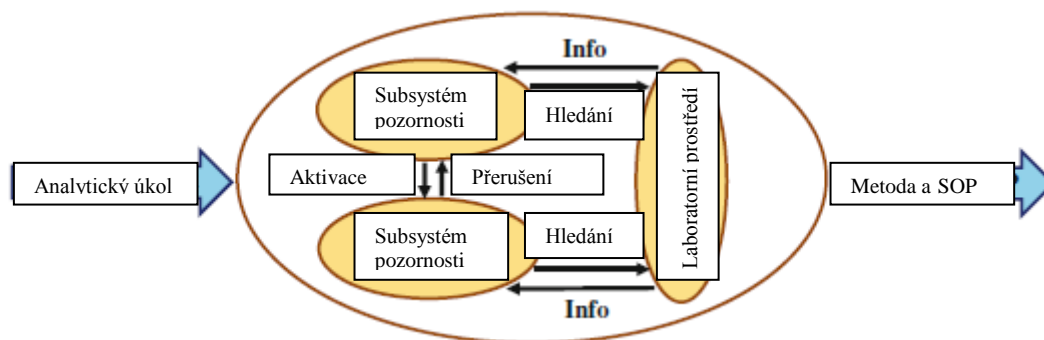 Info
Subsystém
pozornosti
Hledání
Laboratorní prostředí
Analytický úkol
Aktivace
Přerušení
Metoda a SOP
Subsystém
pozornosti
Hledání
Info